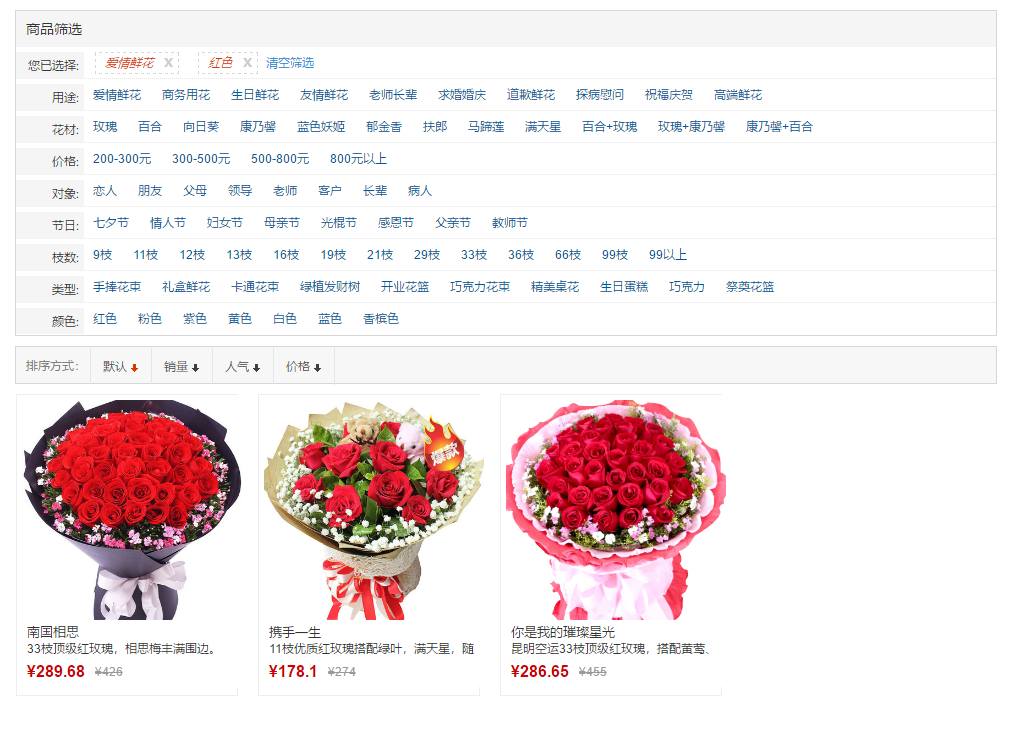 商品筛选
您已选择: 爱情鲜花 X 红色 X 清空筛选
用途: 爱情鲜花 商务用花 生日鲜花 友情鲜花 老师长辈 求婚婚庆 道歉鲜花 探病慰问 祝福庆贺 高端鲜花
花材: 玫瑰 百合 向日葵 康乃馨 蓝色妖姬 郁金香 扶郎 马蹄莲 满天星 百合+玫瑰 玫瑰+康乃馨 康乃馨+百合
价格: 200-300元 300-500元 500-800元 800元以上
对象: 恋人 朋友 父母 领导 老师 客户 长辈 病人
节日: 七夕节 情人节 妇女节 母亲节 光棍节 感恩节 父亲节 教师节
枝数: 9枝 11枝 12枝 13枝 16枝 19枝 21枝 29枝 33枝 36枝 66枝 99枝 99以上
类型: 手捧花束 礼盒鲜花 卡通花束 绿植发财树 开业花篮 巧克力花束 精美桌花 生日蛋糕 巧克力 祭奠花篮
颜色: 红色 粉色 紫色 黄色 白色 蓝色 香槟色
排序方式: 默认 销量 人气 价格
爆款
南国相思
33枝顶级红玫瑰，相思梅丰满围边。
¥289.68 ¥426
携手一生
11枝优质红玫瑰搭配绿叶，满天星，随
¥178.1 ¥274
你是我的璀璨星光
昆明空运33枝顶级红玫瑰，搭配黄莺、
¥286.65 ¥455